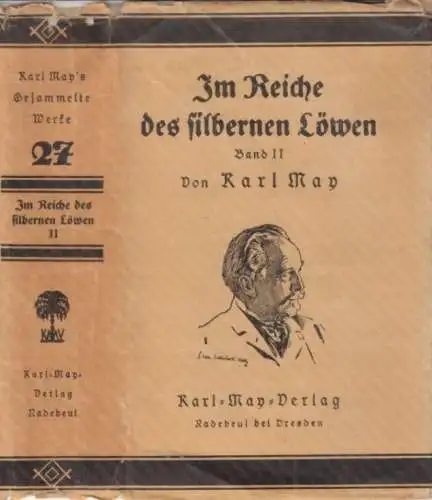 Karl May's
Gesammelte
Werke
27
Im Reiche des
silbernen Löwen
II
KMV
Karl-May-
Verlag
Radebeul
Im Reiche
des silbernen Löwen
Band II
Von Karl May
Karl-May-Verlag
Radebeul bei Dresden